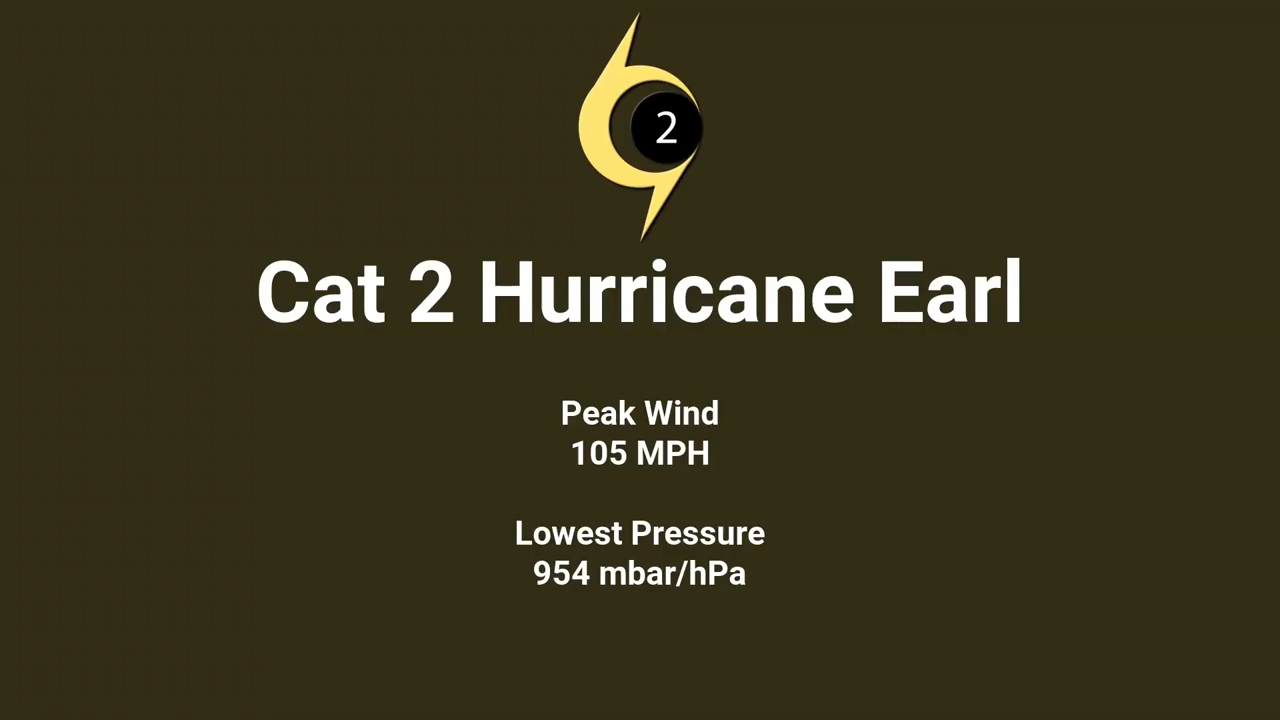 2
Cat 2 Hurricane Earl
Peak Wind
105 MPH
Lowest Pressure
954 mbar/hPa